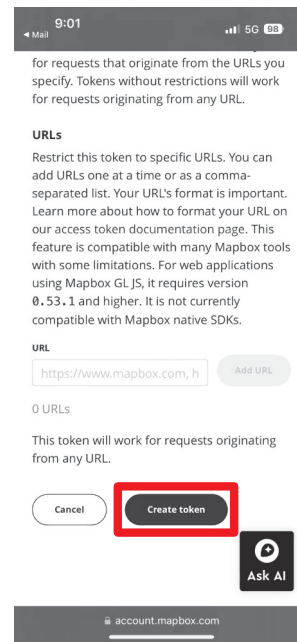 9:01
5G 98
◀ Mail
for requests that originate from the URLs you
specify. Tokens without restrictions will work
for requests originating from any URL.
URLs
Restrict this token to specific URLs. You can
add URLs one at a time or as a comma-
separated list. Your URL's format is important.
Learn more about how to format your URL on
our access token documentation page. This
feature is compatible with many Mapbox tools
with some limitations. For web applications
using Mapbox GL JS, it requires version
0.53.1 and higher. It is not currently
compatible with Mapbox native SDKs.
URL
https://www.mapbox.com, h
Add URL
0 URLs
This token will work for requests originating
from any URL.
Cancel
Create token
Ask AI
account.mapbox.com